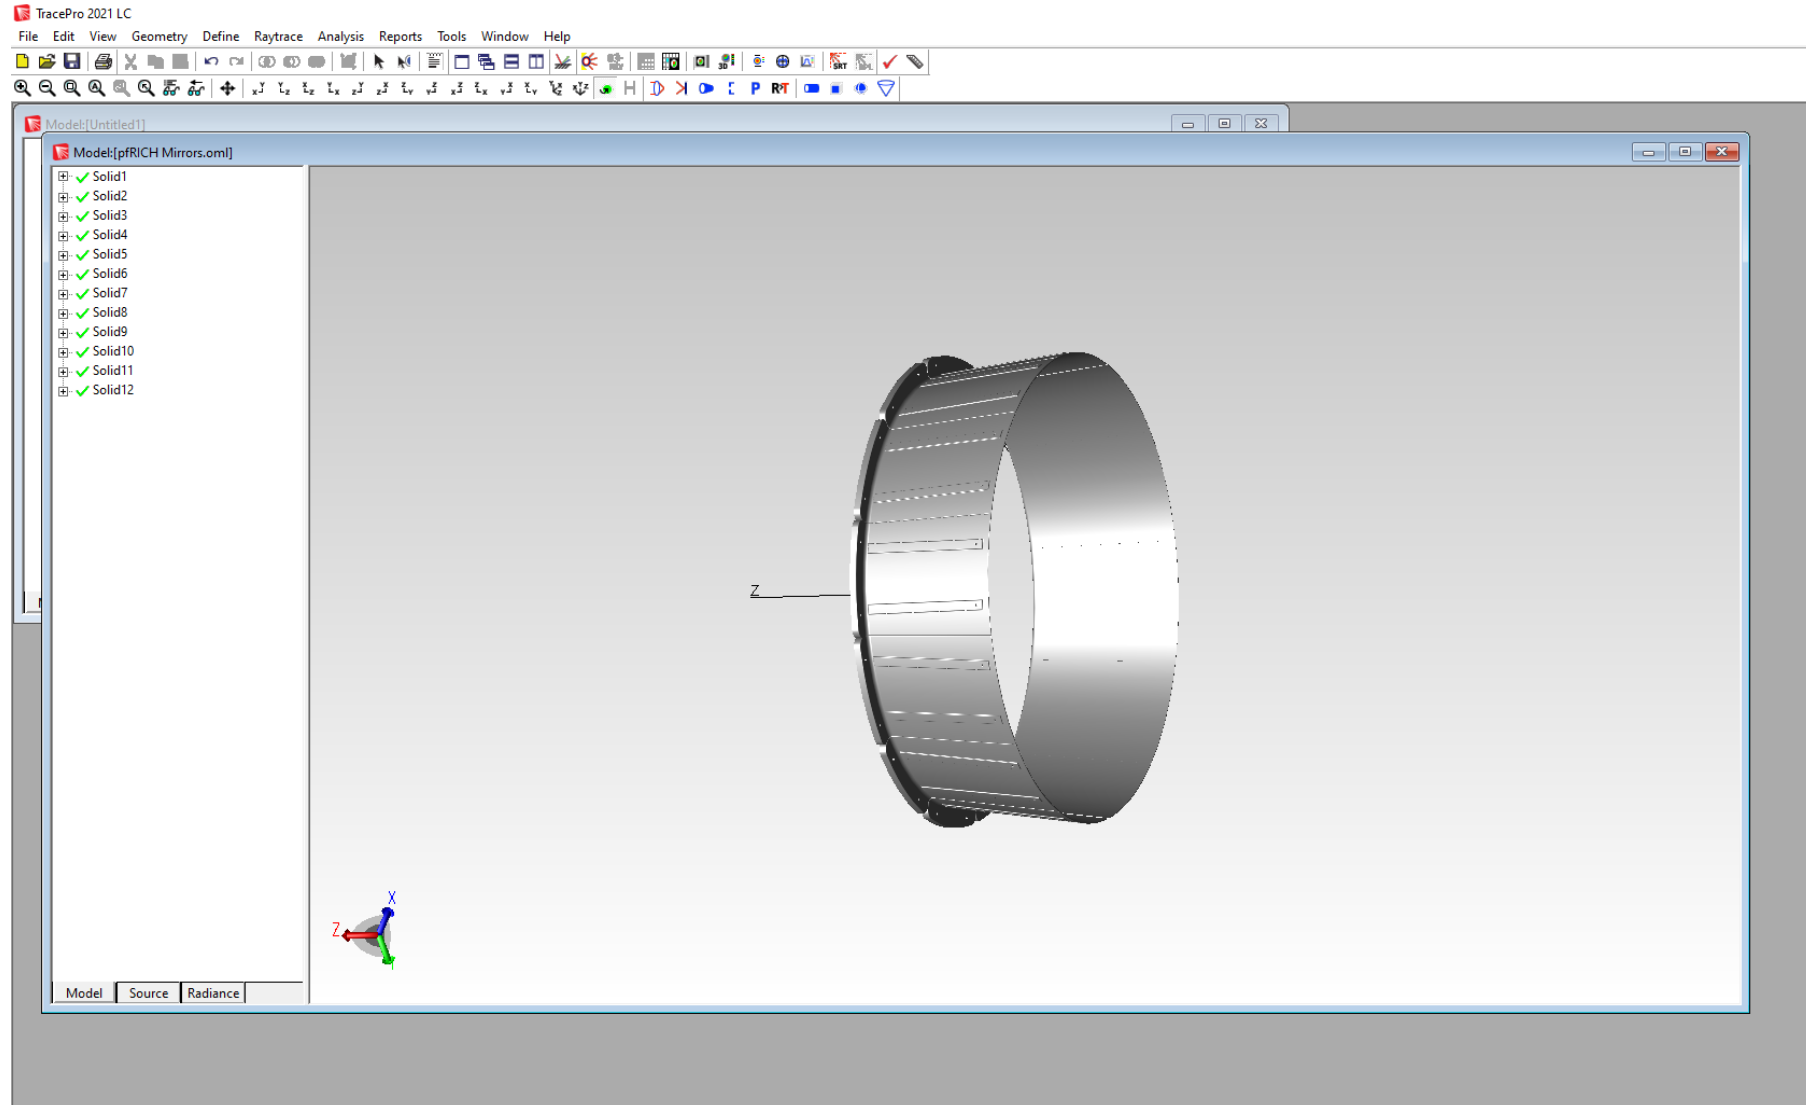 TracePro 2021 LC
File Edit View Geometry Define Raytrace Analysis Reports Tools Window Help
Model:[Untitled1]
Model:[pfRICH Mirrors.oml]
Solid1
Solid2
Solid3
Solid4
Solid5
Solid6
Solid7
Solid8
Solid9
Solid10
Solid11
Solid12
Z
X
Z
Model Source Radiance